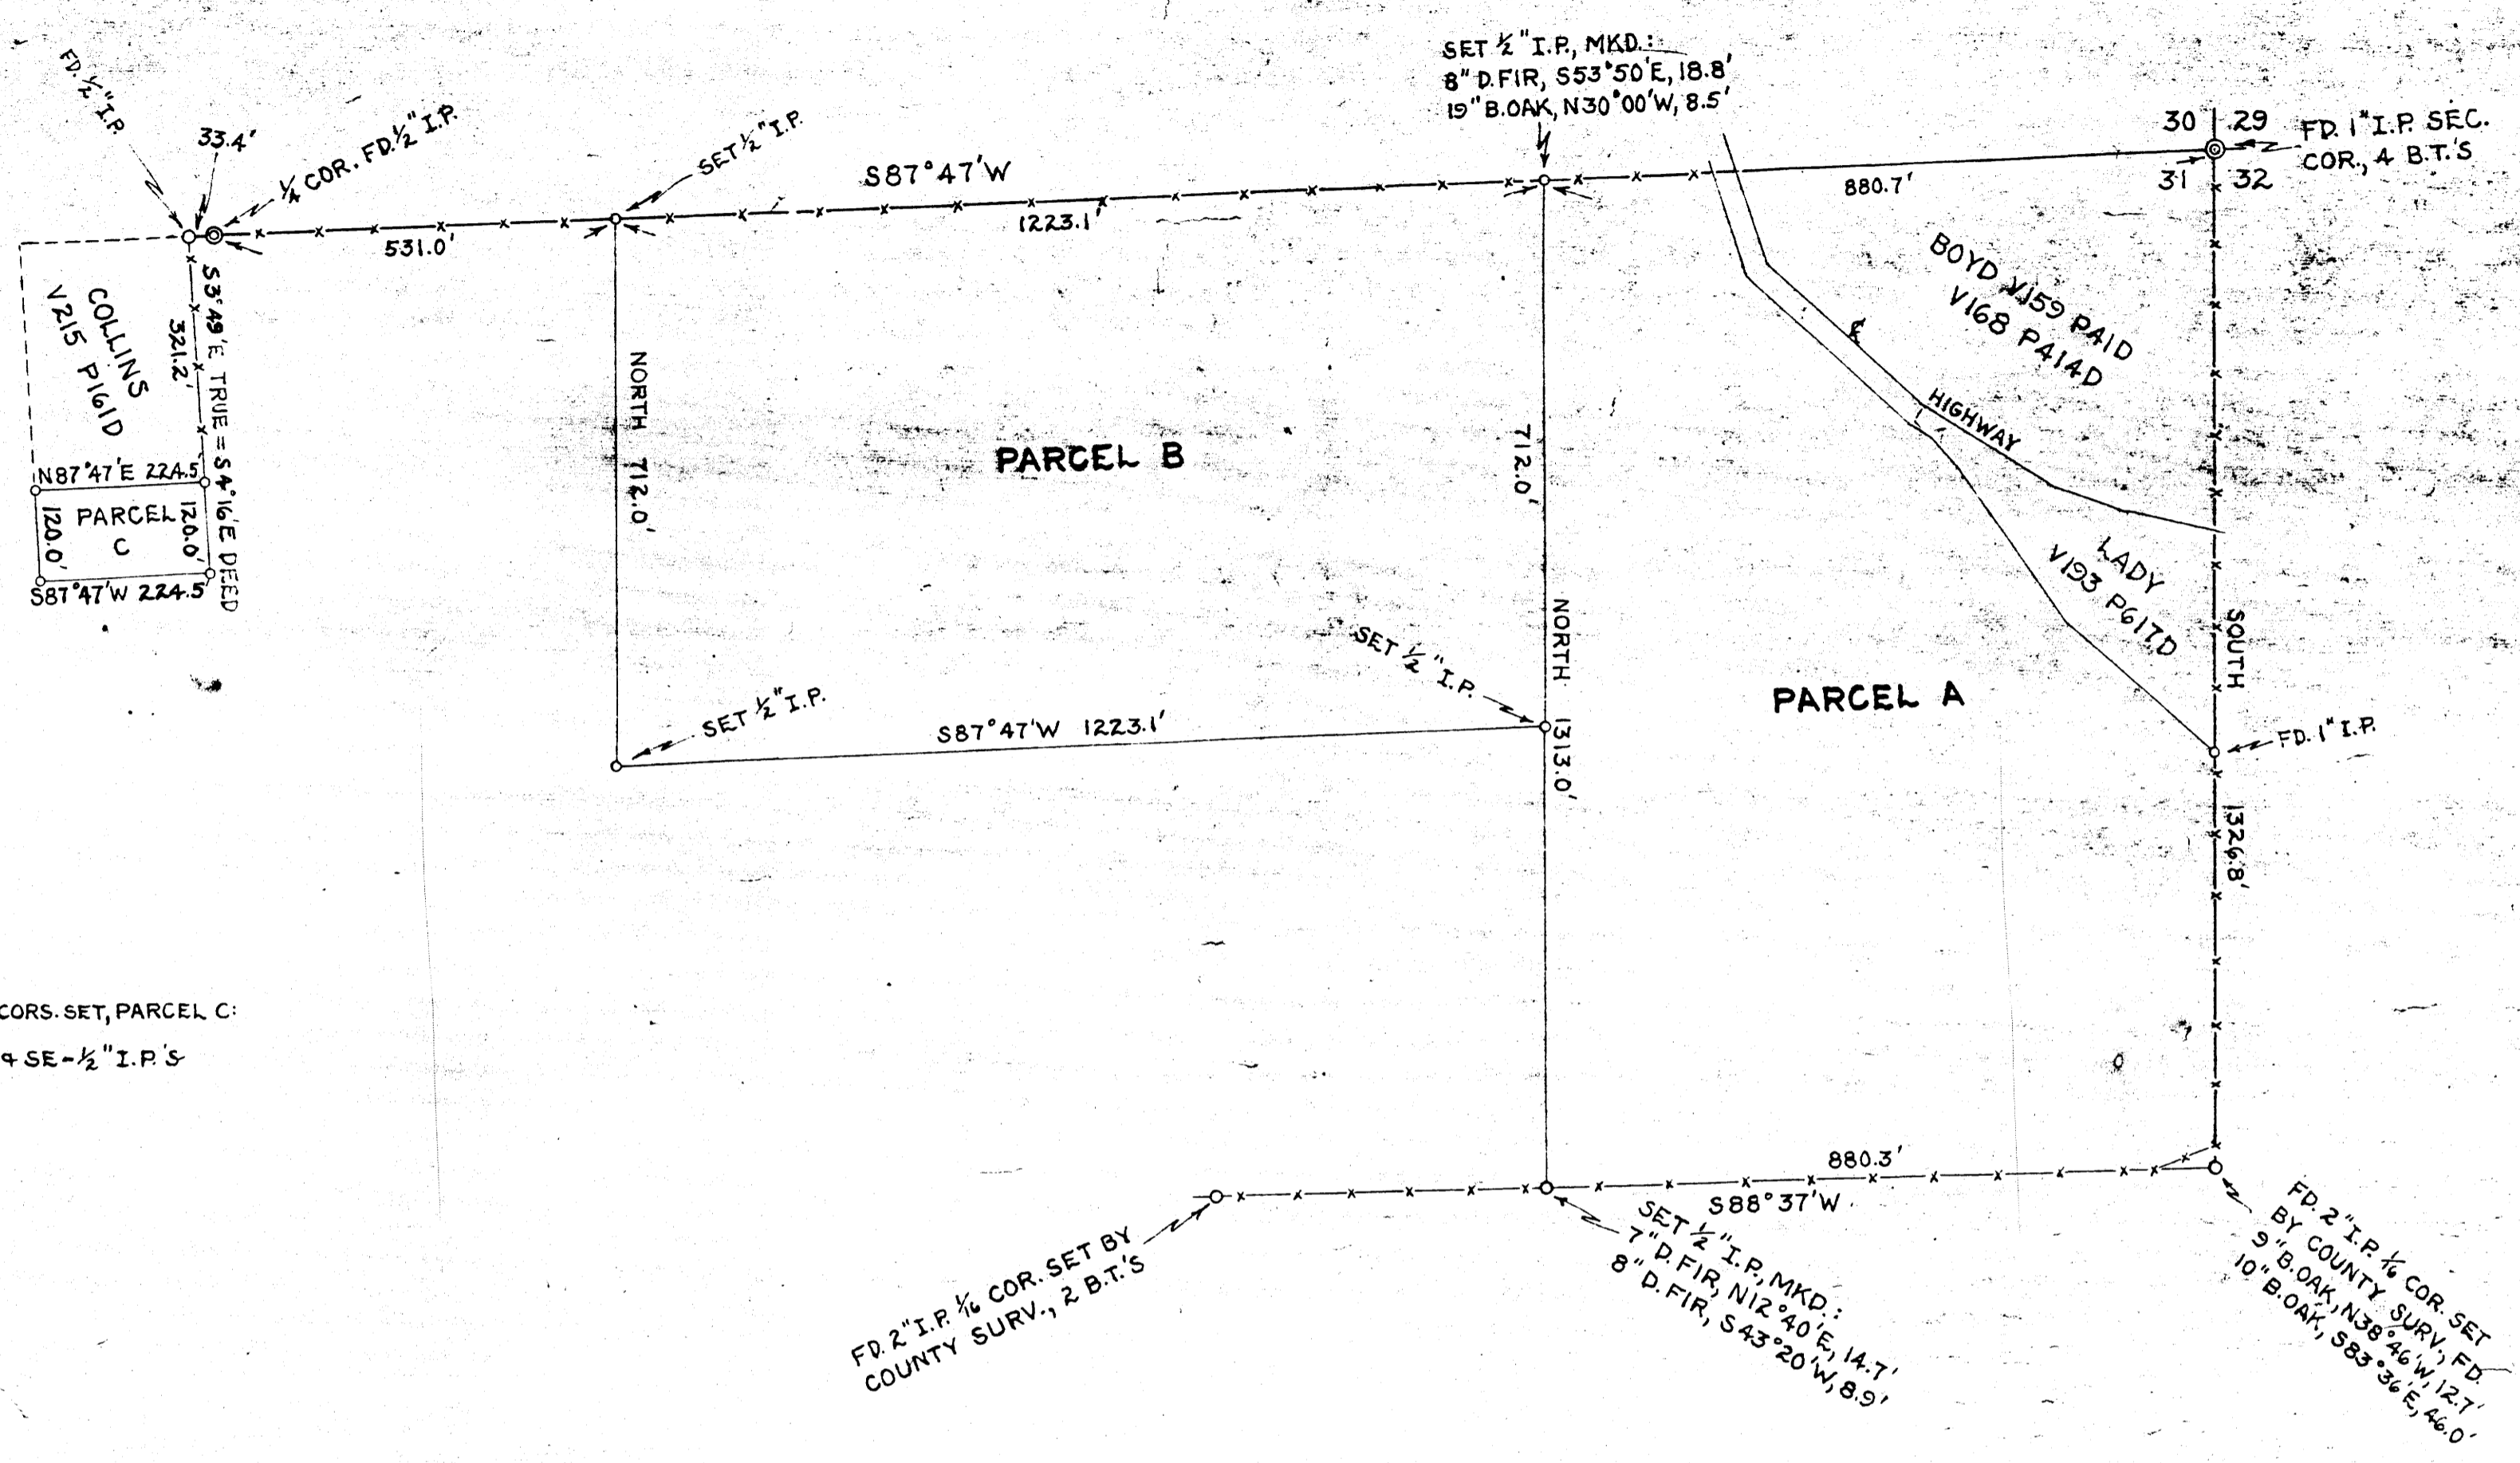 FD. ½" I.P.
33.4'
¼ COR. FD. ½" I.P.
SET ½" I.P.
S87°47'W
SET ½" I.P., MKD.:
8" D.FIR, S53°50'E, 18.8'
19" B.OAK, N30°00'W, 8.5'
30 29
31 32
FD. 1" I.P. SEC.
COR., 4 B.T.'S
531.0'
1223.1'
880.7'
COLLINS
V215 P161D
321.2'
S3°49'E TRUE = S4°16'E DEED
N87°47'E 224.5'
PARCEL
C
120.0'
120.0'
S87°47'W 224.5'
NORTH 712.0'
PARCEL B
712.0'
NORTH 1313.0'
BOYD V159 P41D
V168 P414D
HIGHWAY
LADY
V193 P617D
SOUTH 1326.8'
PARCEL A
SET ½" I.P.
SET ½" I.P.
S87°47'W 1223.1'
FD. 1" I.P.
CORS. SET, PARCEL C:
& SE-½" I.P.'S
880.3'
S88°37'W
FD. 2" I.P. 1/16 COR. SET BY
COUNTY SURV., 2 B.T.'S
SET ½" I.P., MKD.:
7" D.FIR, N12°40'E, 14.7'
8" D.FIR, S43°20'W, 8.9'
FD. 2" I.P. 1/16 COR. SET
BY COUNTY SURV., FD.
9" B.OAK, N38°46'W, 12.7'
10" B.OAK, S83°36'E, 46.0'